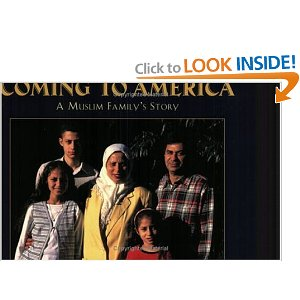 Click to LOOK INSIDE!
COMING TO AMERICA
A MUSLIM FAMILY'S STORY